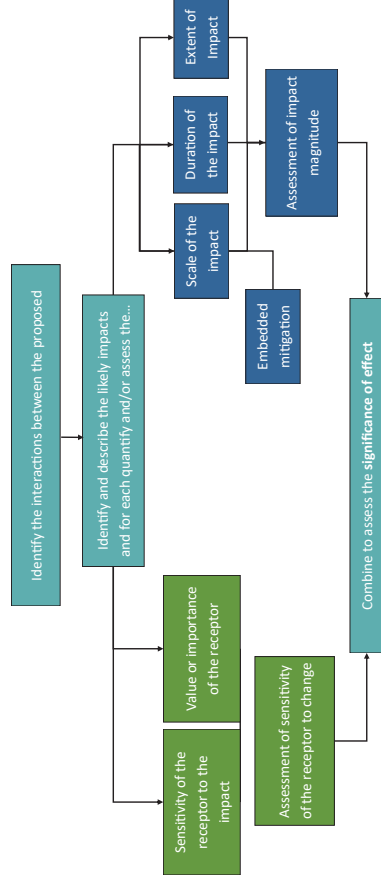 Identify the interactions between the proposed
Identify and describe the likely impacts
and for each quantify and/or assess the...
Sensitivity of the
receptor to the
impact
Value or importance
of the receptor
Scale of the
impact
Duration of
the impact
Extent of
Impact
Embedded
mitigation
Assessment of sensitivity
of the receptor to change
Assessment of impact
magnitude
Combine to assess the significance of effect